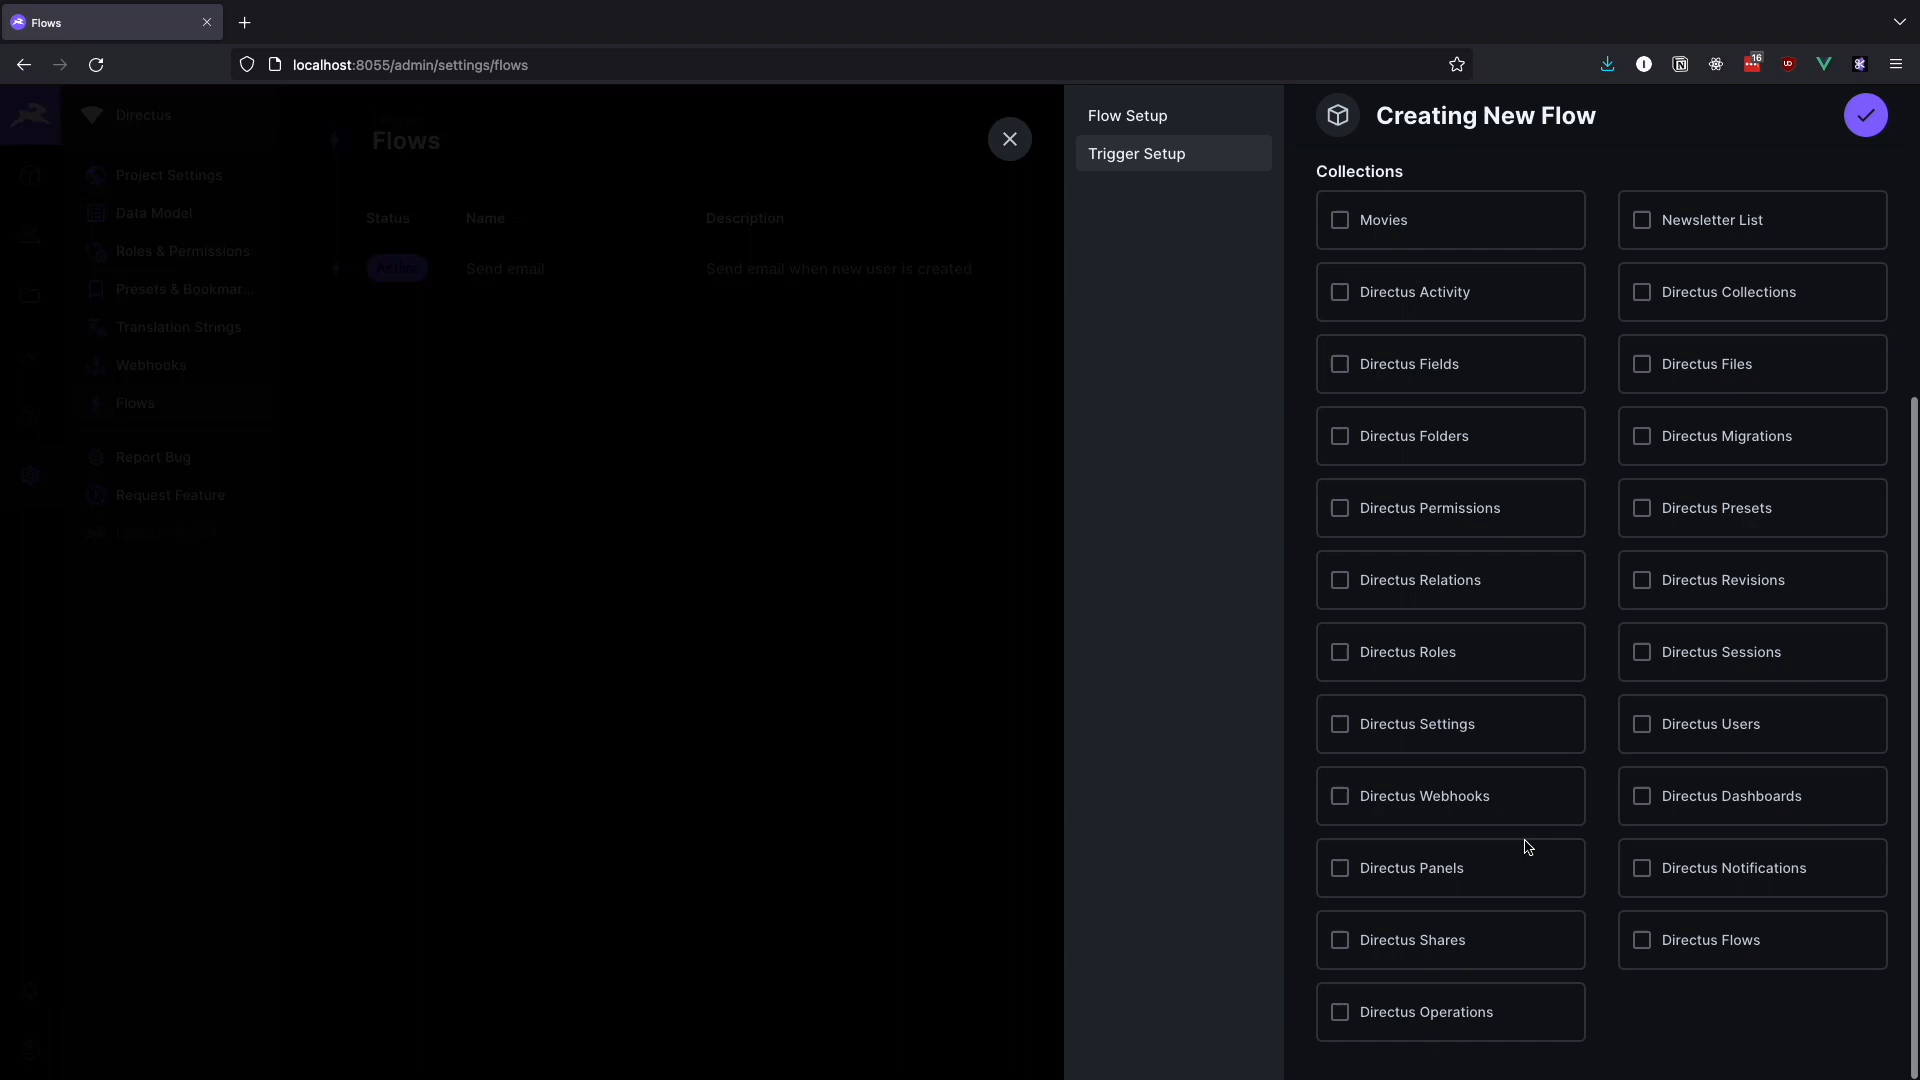 Flows
localhost:8055/admin/settings/flows
16
Directus
Flows
Project Settings
Data Model
Roles & Permissions
Presets & Bookmar...
Translation Strings
Webhooks
Flows
Report Bug
Request Feature
Status
Name
Description
Active
Send email
Send email when new user is created
Flow Setup
Trigger Setup
Creating New Flow
Collections
Movies
Newsletter List
Directus Activity
Directus Collections
Directus Fields
Directus Files
Directus Folders
Directus Migrations
Directus Permissions
Directus Presets
Directus Relations
Directus Revisions
Directus Roles
Directus Sessions
Directus Settings
Directus Users
Directus Webhooks
Directus Dashboards
Directus Panels
Directus Notifications
Directus Shares
Directus Flows
Directus Operations